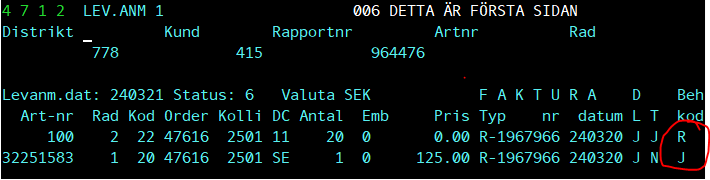 4 7 1 2 LEV.ANM 1 006 DETTA ÄR FÖRSTA SIDAN
Distrikt _ Kund Rapportnr Artnr Rad
778 415 964476
Levanm.dat: 240321 Status: 6 Valuta SEK F A K T U R A D Beh
Art-nr Rad Kod Order Kolli DC Antal Emb Pris Typ nr datum L T kod
100 2 22 47616 2501 11 20 0 0.00 R-1967966 240320 J J R
32251583 1 20 47616 2501 SE 1 0 125.00 R-1967966 240320 J N J